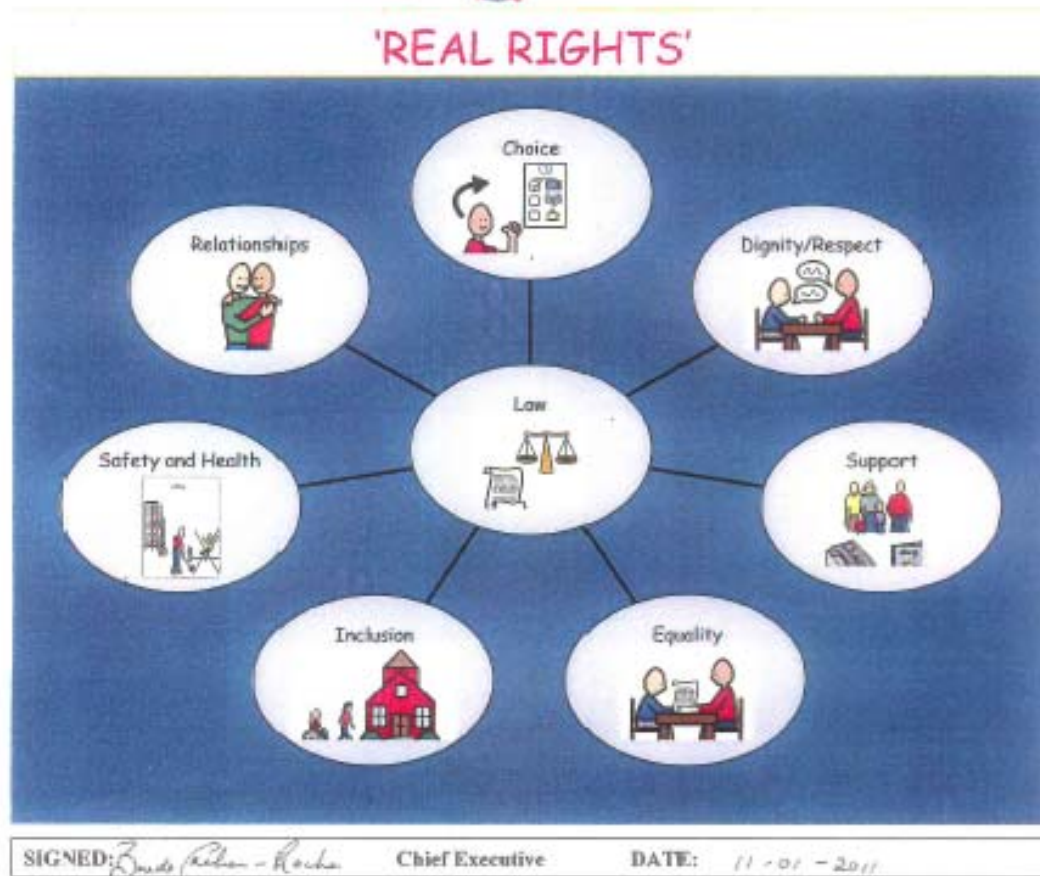 'REAL RIGHTS'
Choice
Relationships
Dignity/Respect
Law
Safety and Health
Support
Inclusion
Equality
SIGNED: Chief Executive DATE: 11-01-2011